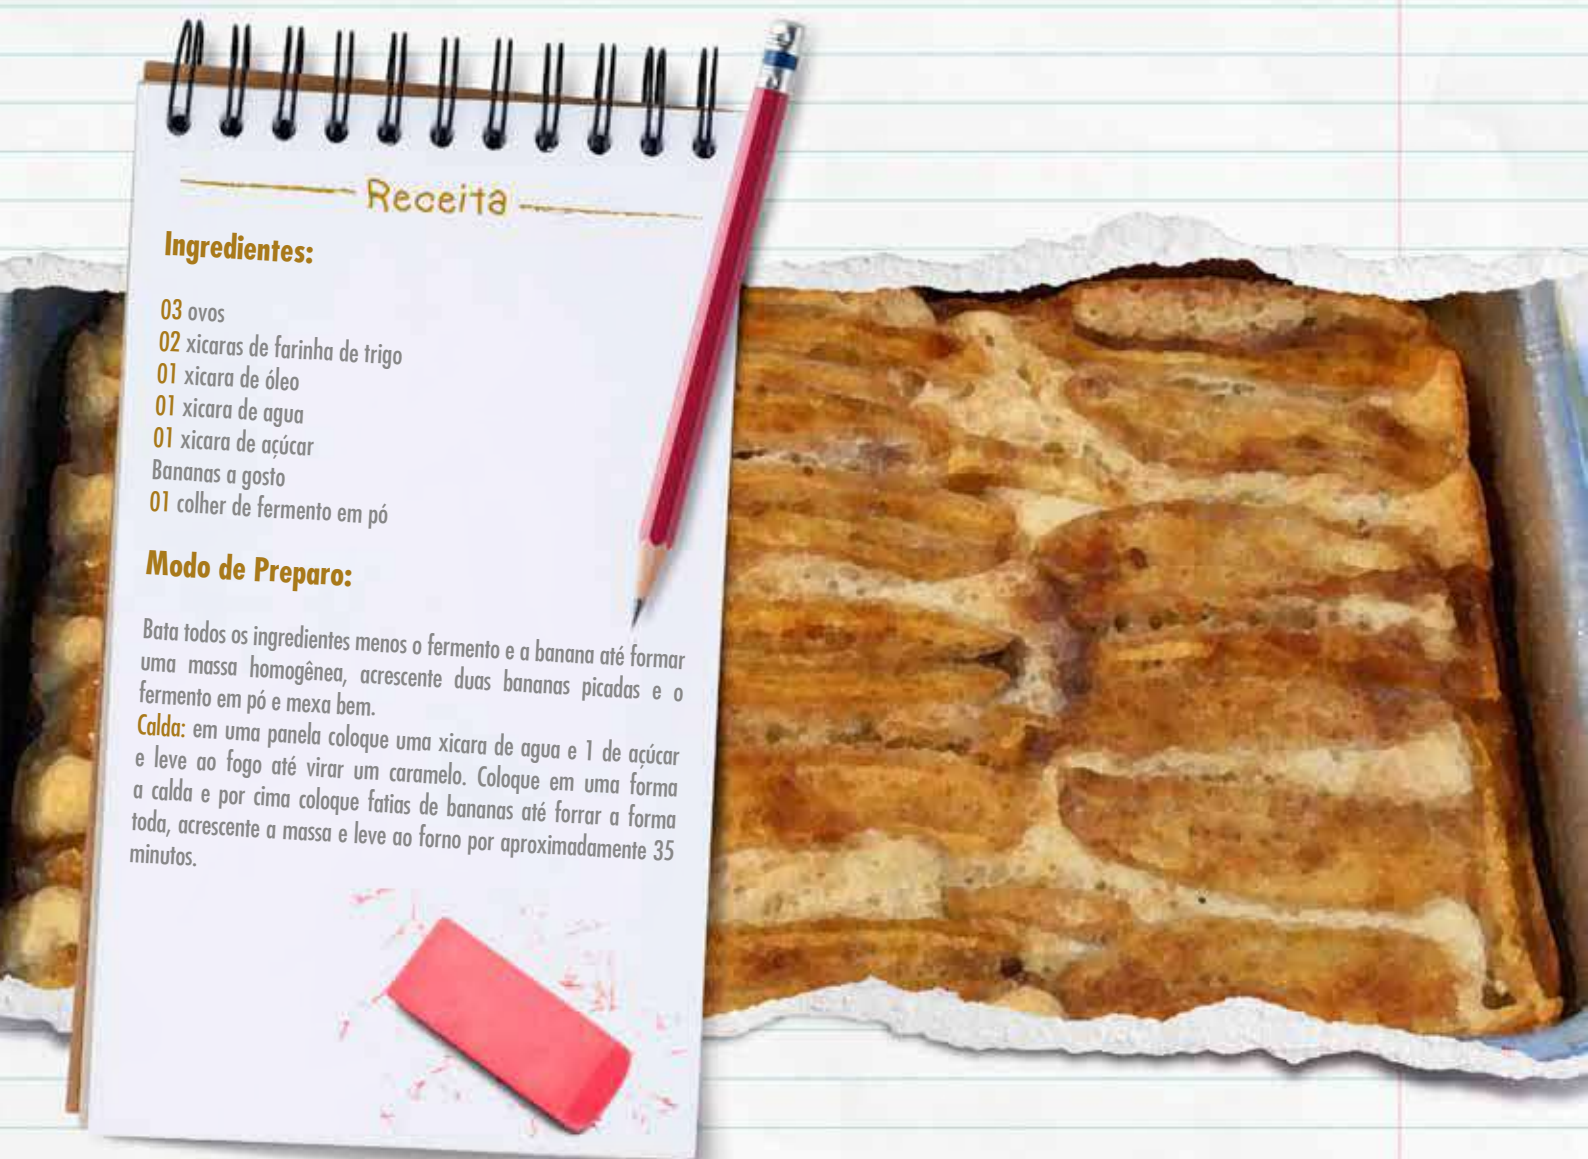 Receita
Ingredientes:
03 ovos
02 xicaras de farinha de trigo
01 xicara de óleo
01 xicara de agua
01 xicara de açúcar
Bananas a gosto
01 colher de fermento em pó
Modo de Preparo:
Bata todos os ingredientes menos o fermento e a banana até formar
uma massa homogênea, acrescente duas bananas picadas e o
fermento em pó e mexa bem.
Calda: em uma panela coloque uma xicara de agua e 1 de açúcar
e leve ao fogo até virar um caramelo. Coloque em uma forma
a calda e por cima coloque fatias de bananas até forrar a forma
toda, acrescente a massa e leve ao forno por aproximadamente 35
minutos.